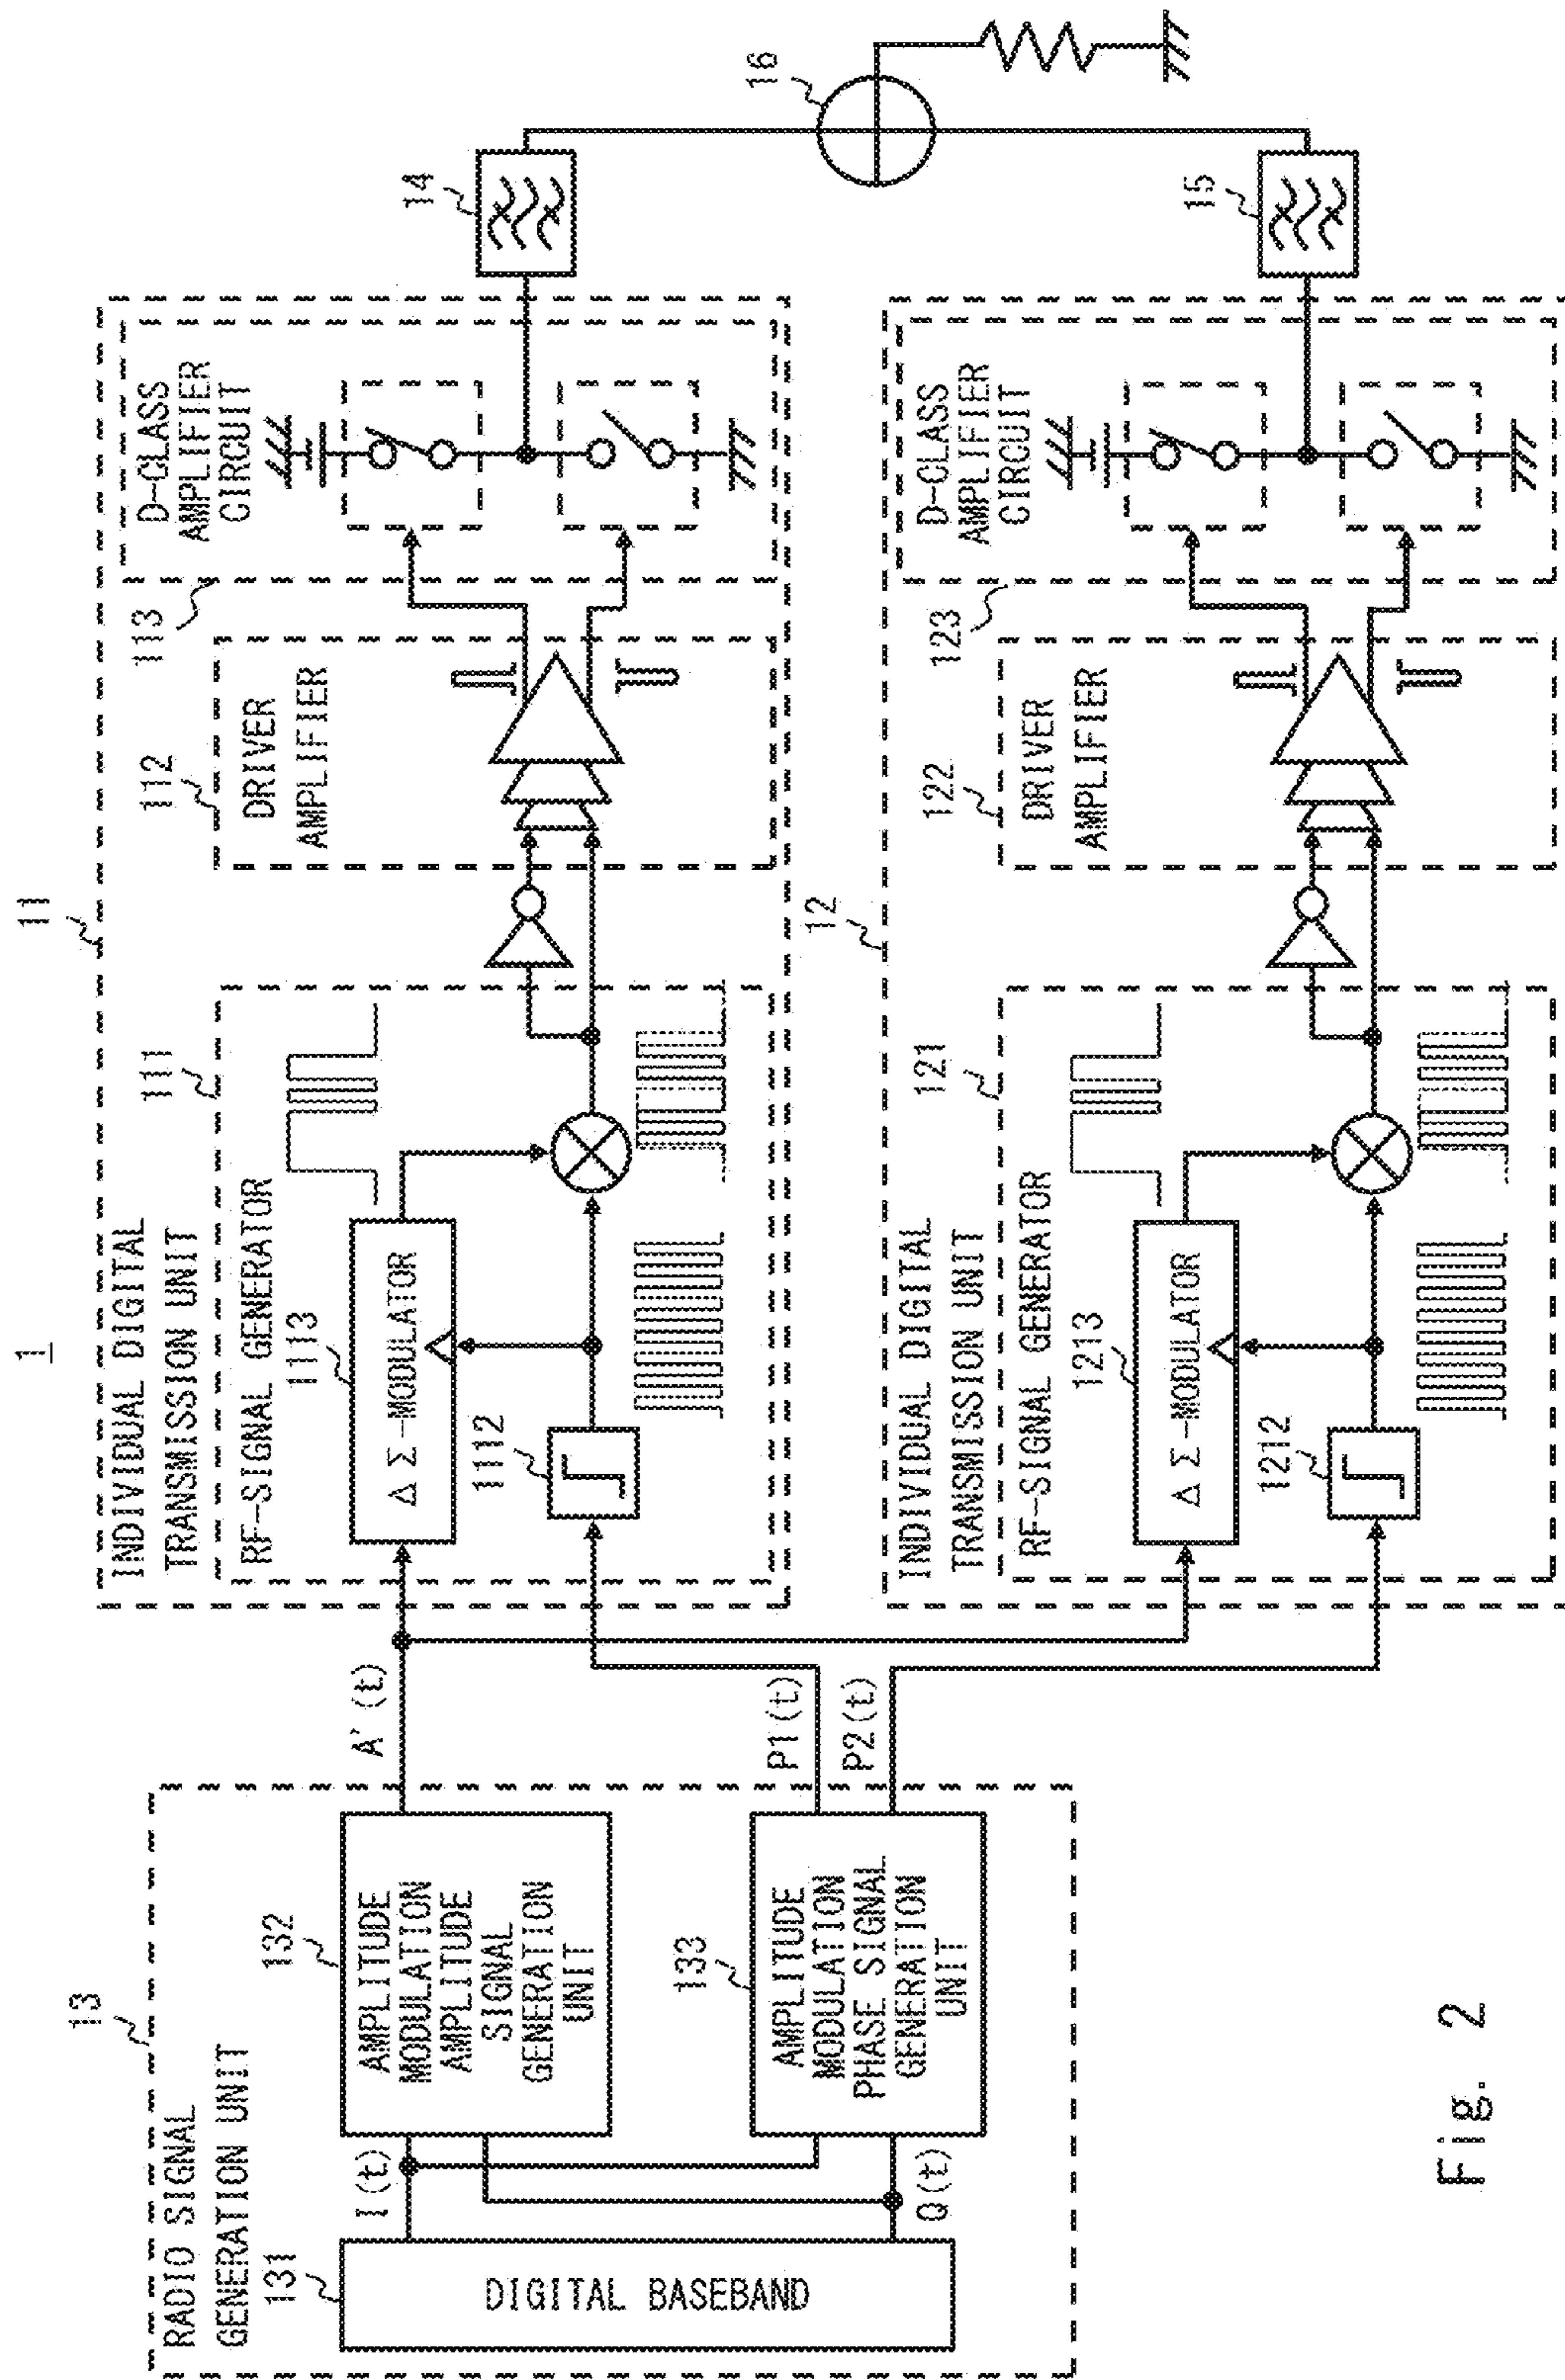 1
13
RADIO SIGNAL
GENERATION UNIT
131
DIGITAL BASEBAND
I(t)
Q(t)
132
AMPLITUDE
MODULATION
AMPLITUDE
SIGNAL
GENERATION
UNIT
133
AMPLITUDE
MODULATION
PHASE SIGNAL
GENERATION
UNIT
A'(t)
P1(t)
P2(t)
11
INDIVIDUAL DIGITAL
TRANSMISSION UNIT
111
RF-SIGNAL GENERATOR
1113
ΔΣ-MODULATOR
1112
112
DRIVER
AMPLIFIER
113
D-CLASS
AMPLIFIER
CIRCUIT
14
16
12
INDIVIDUAL DIGITAL
TRANSMISSION UNIT
121
RF-SIGNAL GENERATOR
1213
ΔΣ-MODULATOR
1212
122
DRIVER
AMPLIFIER
123
D-CLASS
AMPLIFIER
CIRCUIT
15
Fig. 2